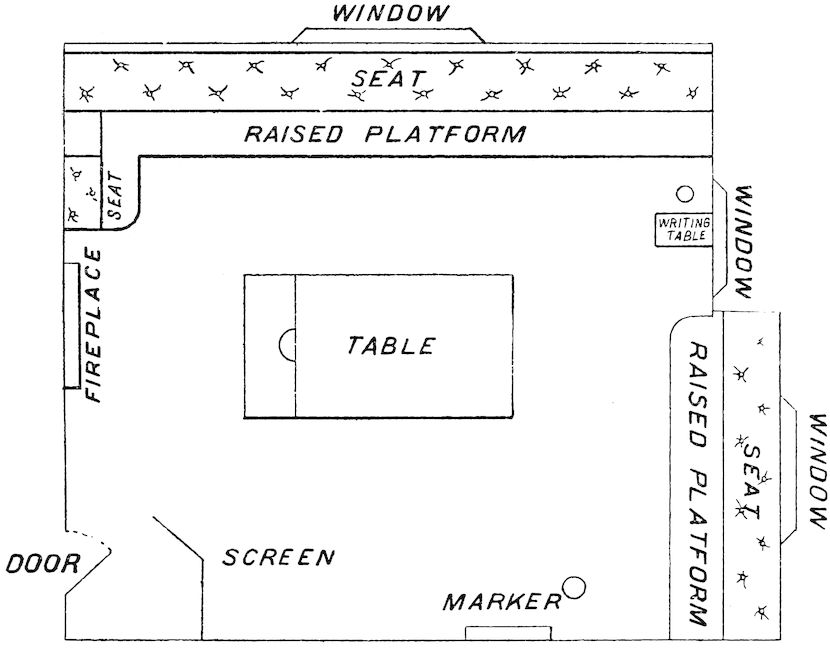 WINDOW
SEAT
RAISED PLATFORM
SEAT
WRITING
TABLE
WINDOW
FIREPLACE
TABLE
RAISED PLATFORM
SEAT
WINDOW
DOOR
SCREEN
MARKER